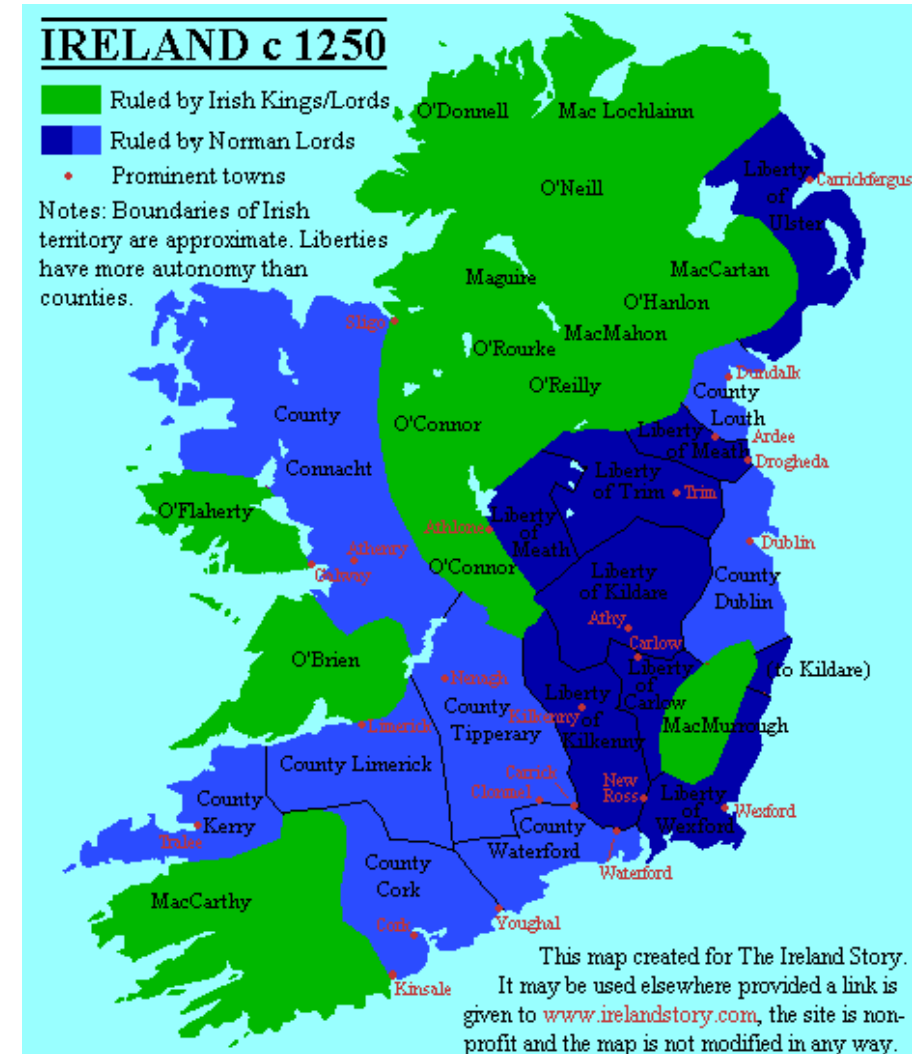 IRELAND c 1250
Ruled by Irish Kings/Lords
Ruled by Norman Lords
Prominent towns
Notes: Boundaries of Irish
territory are approximate. Liberties
have more autonomy than
counties.
O'Donnell
Mac Lochlainn
O'Neill
Liberty
of
Ulster
Carrickfergus
Maguire
MacCartan
O'Hanlon
MacMahon
Sligo
O'Rourke
O'Reilly
Dundalk
County
Louth
County
Connacht
O'Connor
Liberty
of Meath
Ardee
Drogheda
Liberty
of Trim
Trim
O'Flaherty
Athlone
Liberty
of
Meath
Dublin
Athenry
Galway
O'Connor
Liberty
of Kildare
County
Dublin
Athy
Carlow
O'Brien
Nenagh
Liberty
of
Carlow
(to Kildare)
County
Tipperary
Liberty
of
Kilkenny
Kilkenny
MacMurrough
Limerick
County Limerick
Carrick
Clonmel
New
Ross
Liberty
of
Wexford
Wexford
County
Kerry
Tralee
County
Waterford
Waterford
County
Cork
MacCarthy
Cork
Youghal
Kinsale
This map created for The Ireland Story.
It may be used elsewhere provided a link is
given to www.irelandstory.com, the site is non-
profit and the map is not modified in any way.